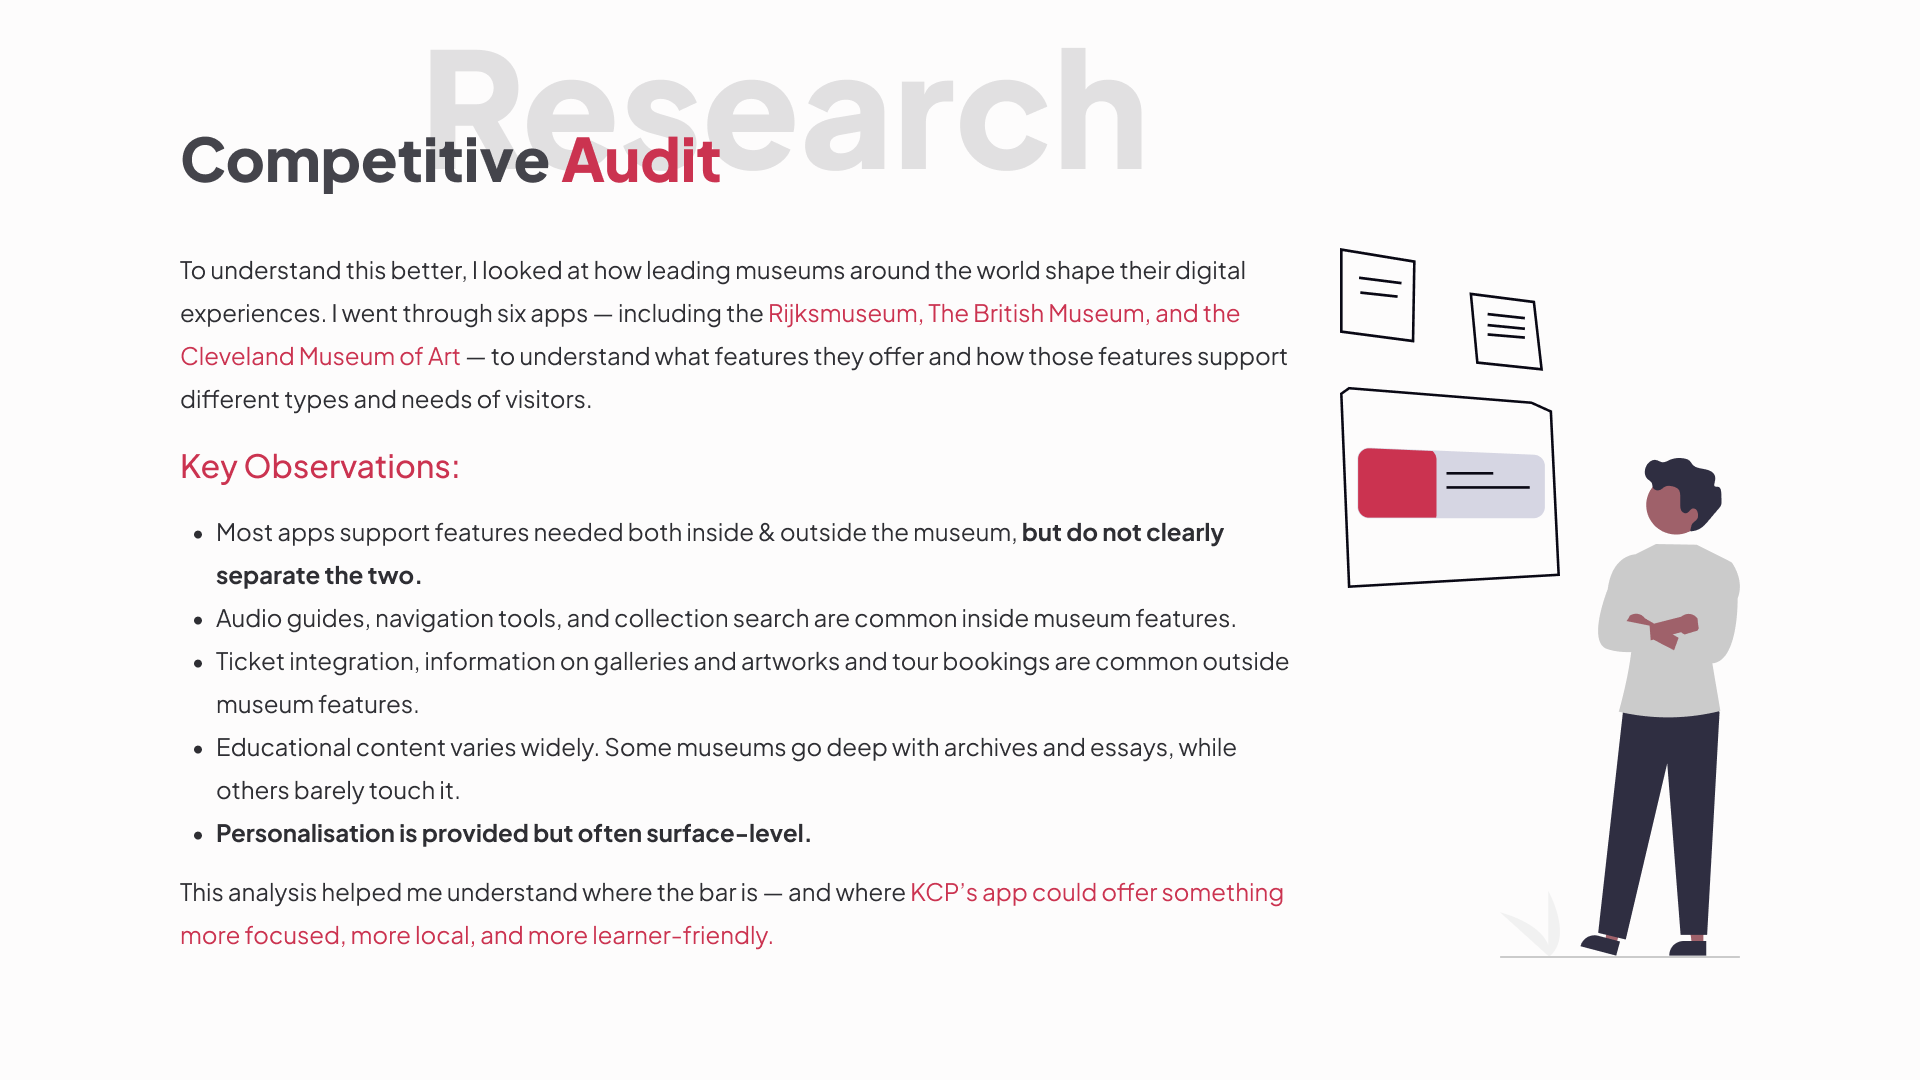 Research
Competitive Audit
To understand this better, I looked at how leading museums around the world shape their digital
experiences. I went through six apps — including the Rijksmuseum, The British Museum, and the
Cleveland Museum of Art — to understand what features they offer and how those features support
different types and needs of visitors.
Key Observations:
• Most apps support features needed both inside & outside the museum, but do not clearly
separate the two.
• Audio guides, navigation tools, and collection search are common inside museum features.
• Ticket integration, information on galleries and artworks and tour bookings are common outside
museum features.
• Educational content varies widely. Some museums go deep with archives and essays, while
others barely touch it.
• Personalisation is provided but often surface-level.
This analysis helped me understand where the bar is — and where KCP’s app could offer something
more focused, more local, and more learner-friendly.